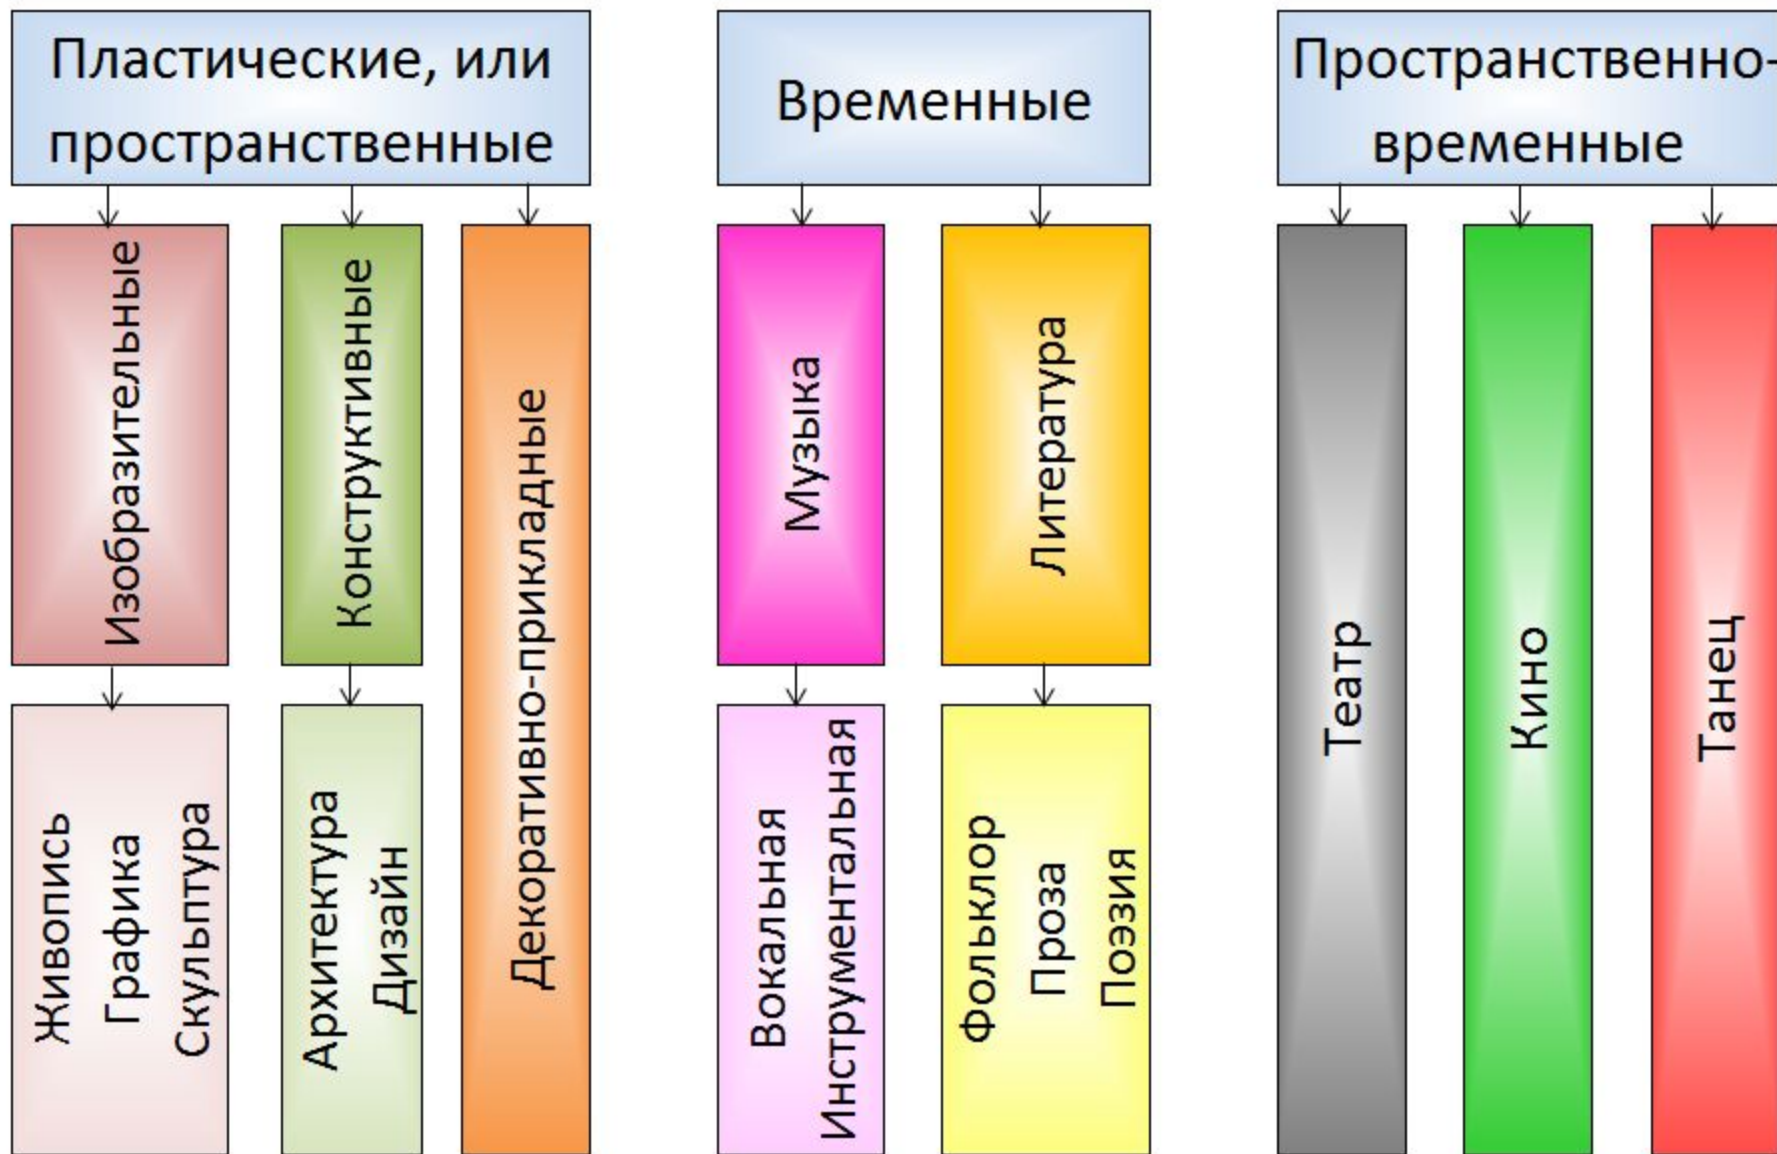 Пластические, или
пространственные
Временные
Пространственно-
временные
Изобразительные
Конструктивные
Декоративно-прикладные
Музыка
Литература
Театр
Кино
Танец
Живопись
Графика
Скульптура
Архитектура
Дизайн
Вокальная
Инструментальная
Фольклор
Проза
Поэзия